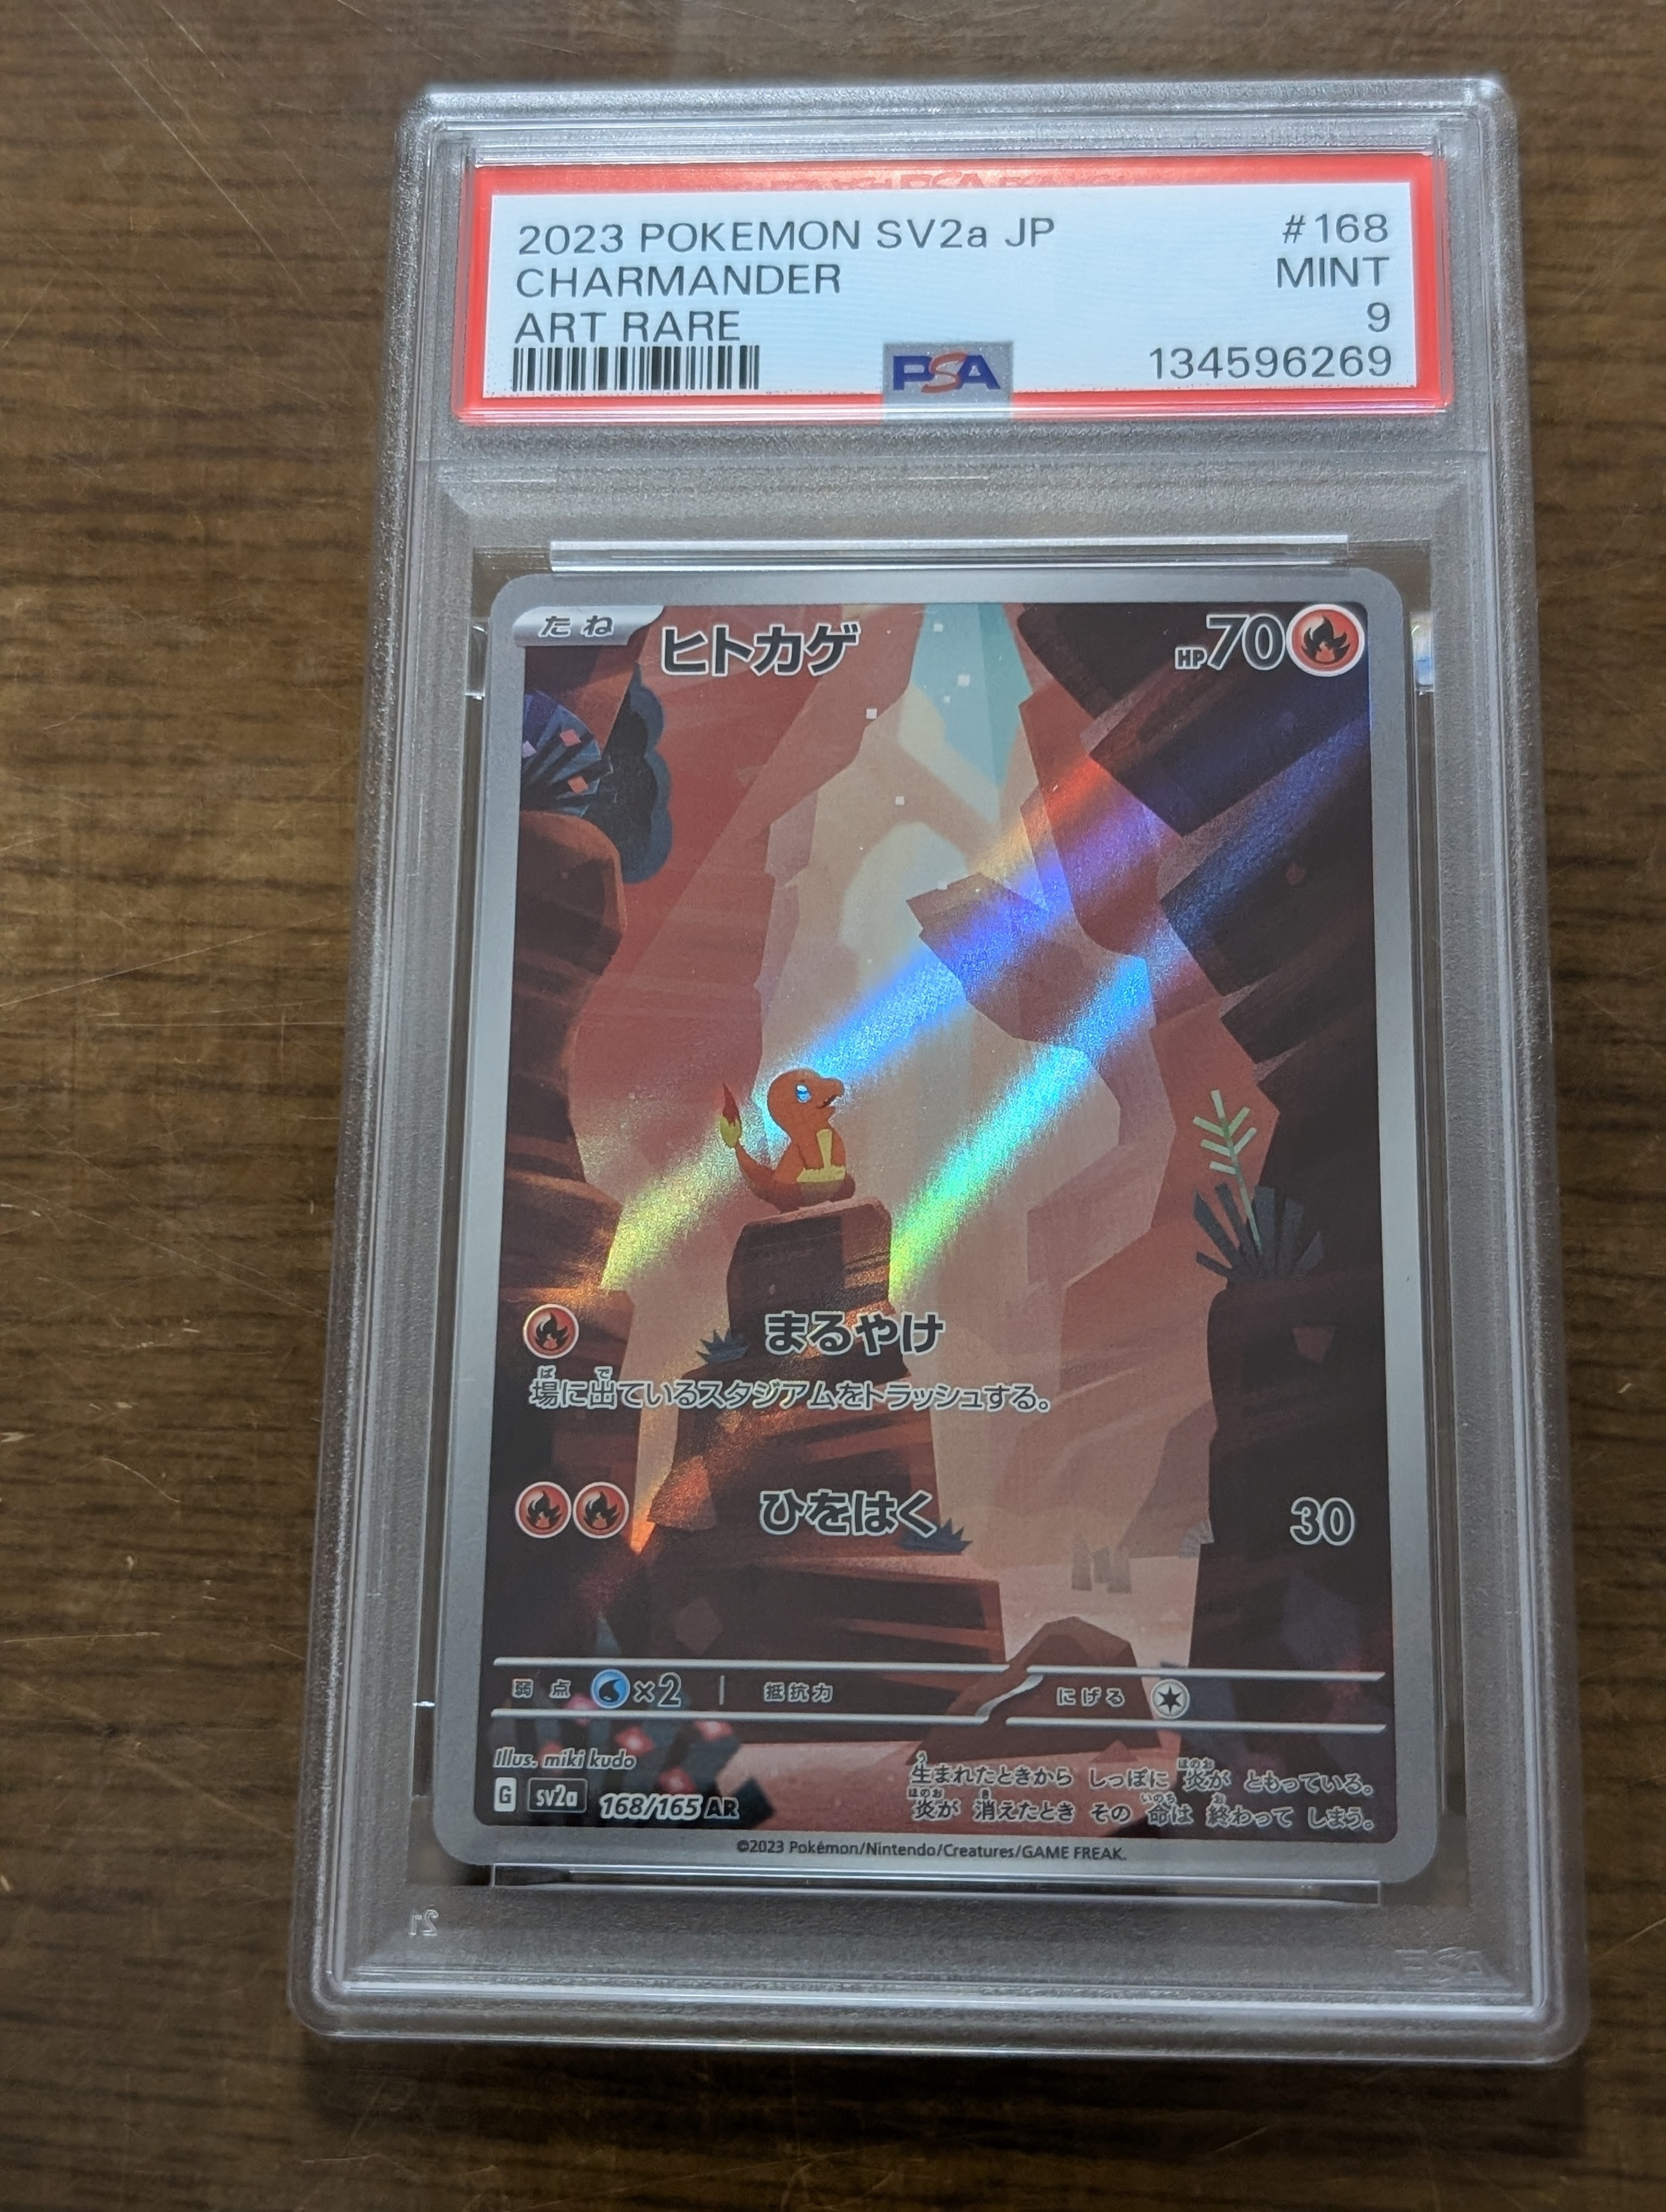 2023 POKEMON SV2a JP #168
CHARMANDER MINT
ART RARE 9
PSA 134596269
たね ヒトカゲ HP70
まるやけ
場に出ているスタジアムをトラッシュする。
ひをはく 30
弱点 ×2 抵抗力 にげる
Illus. miki kudo
生まれたときから しっぽに 炎が ともっている。
炎が 消えたとき その 命は 終わって しまう。
G sv2a 168/165 AR
©2023 Pokémon/Nintendo/Creatures/GAME FREAK.
PSA